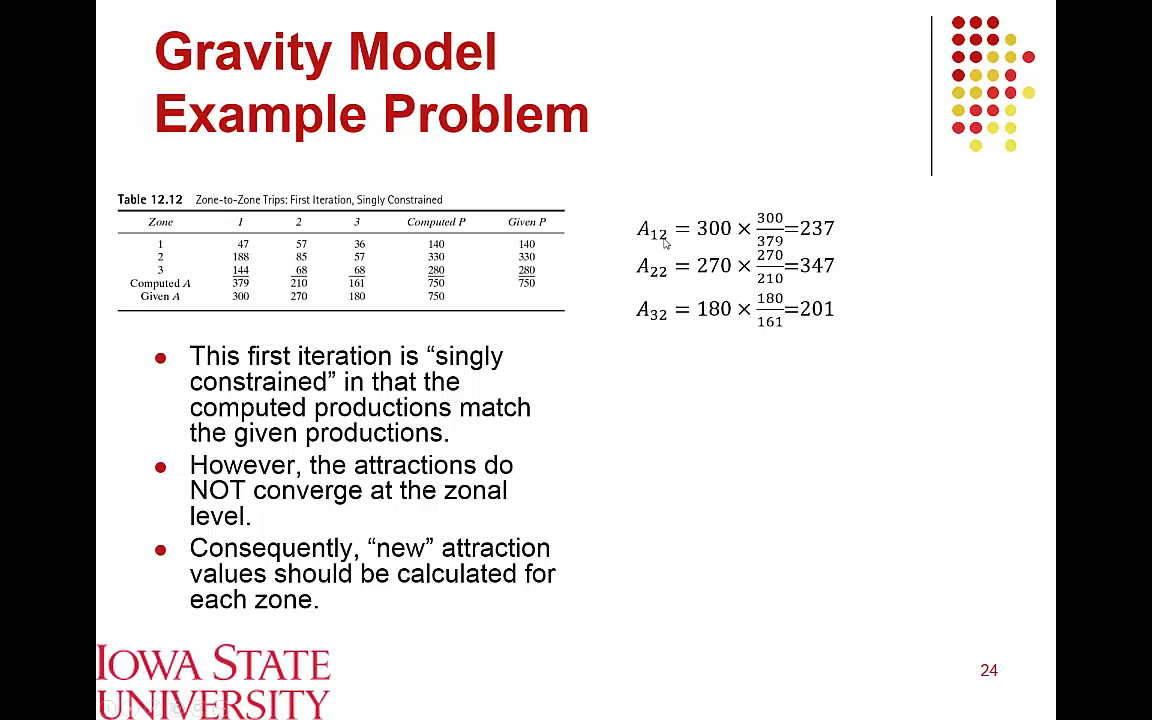 Gravity Model
Example Problem
Table 12.12 Zone-to-Zone Trips: First Iteration, Singly Constrained
Zone 1 2 3 Computed P Given P
1 47 57 36 140 140
2 188 85 57 330 330
3 144 68 68 280 280
Computed A 379 210 161 750 750
Given A 300 270 180 750
A₁₂ = 300 × 300/379=237
A₂₂ = 270 × 270/210=347
A₃₂ = 180 × 180/161=201
• This first iteration is “singly
constrained” in that the
computed productions match
the given productions.
• However, the attractions do
NOT converge at the zonal
level.
• Consequently, “new” attraction
values should be calculated for
each zone.
IOWA STATE
UNIVERSITY
24